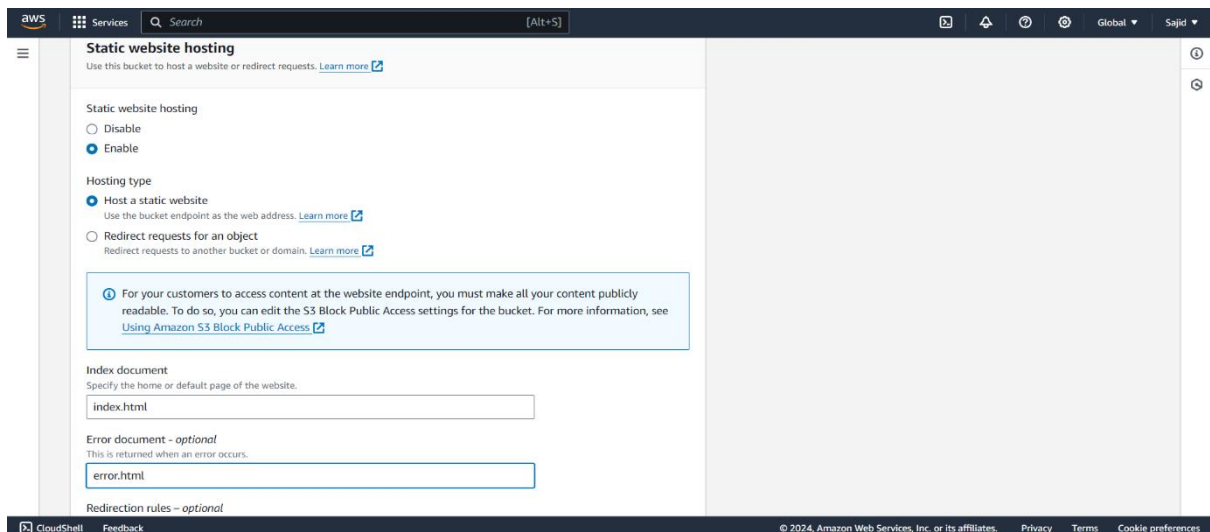 aws Services Search [Alt+S] Global ▼ Sajid ▼
Static website hosting
Use this bucket to host a website or redirect requests. Learn more
Static website hosting
Disable
Enable
Hosting type
Host a static website
Use the bucket endpoint as the web address. Learn more
Redirect requests for an object
Redirect requests to another bucket or domain. Learn more
For your customers to access content at the website endpoint, you must make all your content publicly
readable. To do so, you can edit the S3 Block Public Access settings for the bucket. For more information, see
Using Amazon S3 Block Public Access
Index document
Specify the home or default page of the website.
index.html
Error document - optional
This is returned when an error occurs.
error.html
Redirection rules – optional
CloudShell Feedback © 2024, Amazon Web Services, Inc. or its affiliates. Privacy Terms Cookie preferences